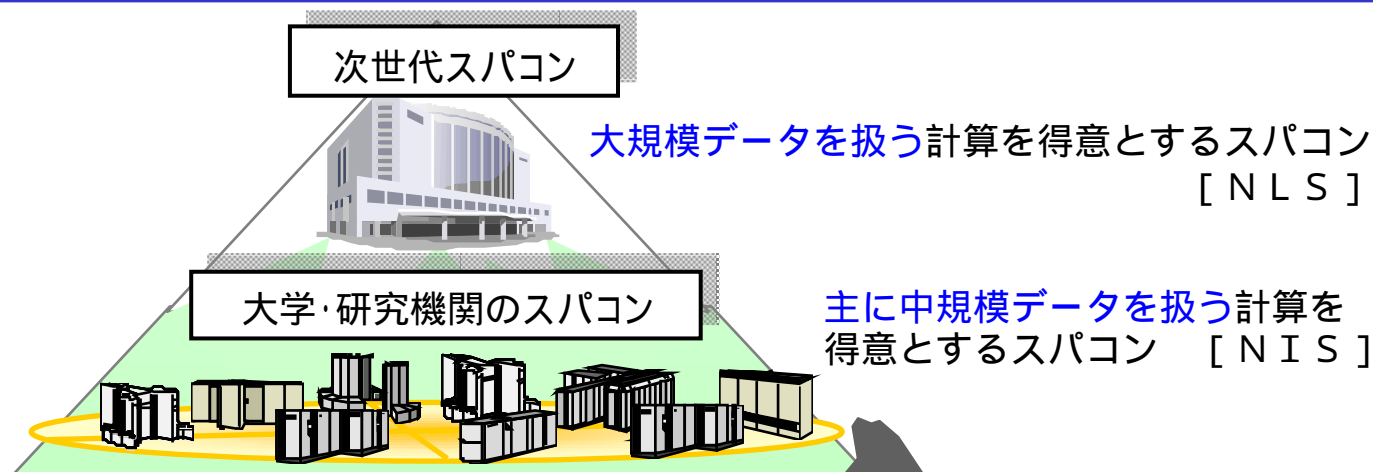 次世代スパコン
大規模データを扱う計算を得意とするスパコン
［ＮＬＳ］
大学･研究機関のスパコン
主に中規模データを扱う計算を
得意とするスパコン　［ＮＩＳ］